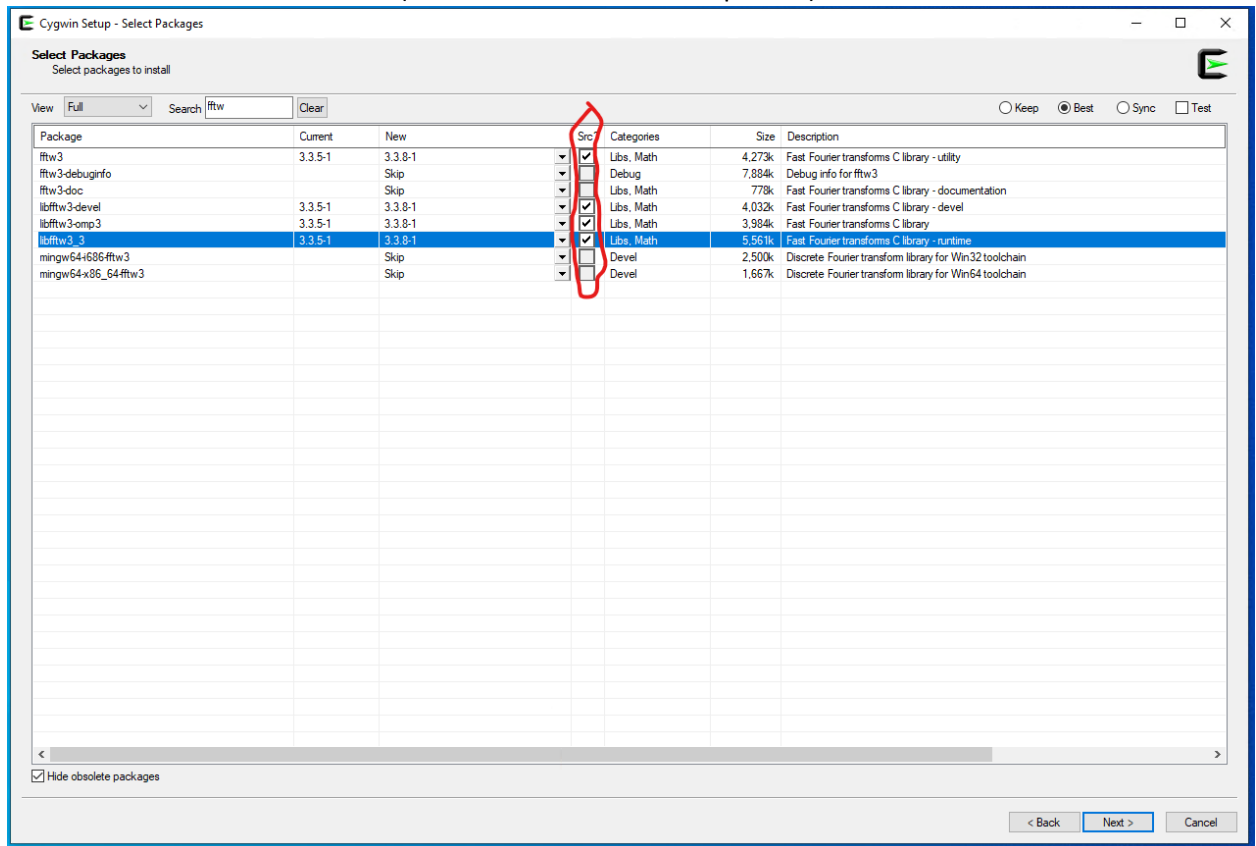 Cygwin Setup - Select Packages
Select Packages
Select packages to install
View Full Search fftw Clear Keep Best Sync Test
Package Current New Src? Categories Size Description
fftw3 3.3.5-1 3.3.8-1 Libs, Math 4,273k Fast Fourier transforms C library - utility
fftw3-debuginfo Skip Debug 7,884k Debug info for fftw3
fftw3-doc Skip Libs, Math 778k Fast Fourier transforms C library - documentation
libfftw3-devel 3.3.5-1 3.3.8-1 Libs, Math 4,032k Fast Fourier transforms C library - devel
libfftw3-omp3 3.3.5-1 3.3.8-1 Libs, Math 3,984k Fast Fourier transforms C library
libfftw3_3 3.3.5-1 3.3.8-1 Libs, Math 5,561k Fast Fourier transforms C library - runtime
mingw64-i686-fftw3 Skip Devel 2,500k Discrete Fourier transform library for Win32 toolchain
mingw64-x86_64-fftw3 Skip Devel 1,667k Discrete Fourier transform library for Win64 toolchain
Hide obsolete packages
< Back Next > Cancel